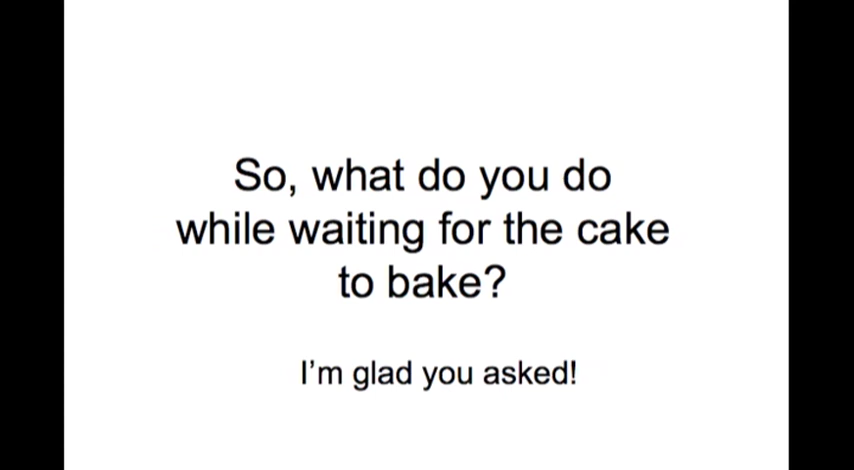 So, what do you do
while waiting for the cake
to bake?
I'm glad you asked!